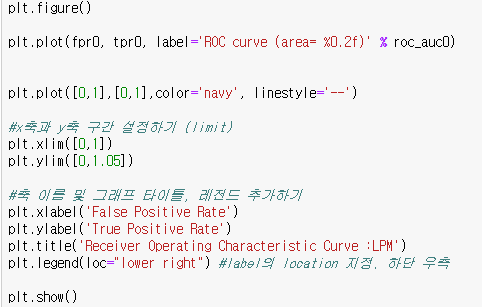 plt.figure()
plt.plot(fpr0, tpr0, label='ROC curve (area= %0.2f)' % roc_auc0)
plt.plot([0,1],[0,1],color='navy', linestyle='--')
#x축과 y축 구간 설정하기 (limit)
plt.xlim([0,1])
plt.ylim([0,1.05])
#축 이름 및 그래프 타이틀, 레전드 추가하기
plt.xlabel('False Positive Rate')
plt.ylabel('True Positive Rate')
plt.title('Receiver Operating Characteristic Curve :LPM')
plt.legend(loc="lower right") #label의 location 지정. 하단 우측
plt.show()